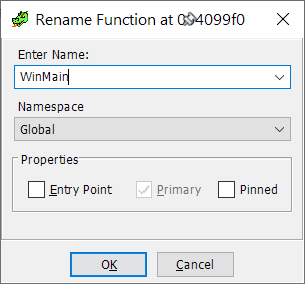 Rename Function at 004099f0
Enter Name:
WinMain
Namespace
Global
Properties
Entry Point
Primary
Pinned
OK
Cancel